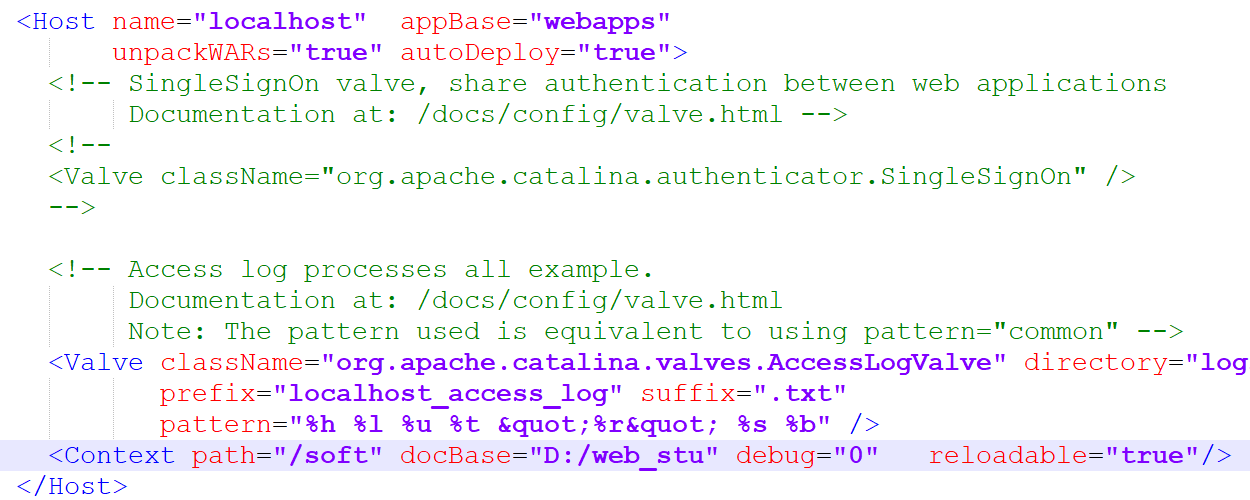 <Host name="localhost"  appBase="webapps"
      unpackWARs="true" autoDeploy="true">
  <!-- SingleSignOn valve, share authentication between web applications
       Documentation at: /docs/config/valve.html -->
  <!--
  <Valve className="org.apache.catalina.authenticator.SingleSignOn" />
  -->

  <!-- Access log processes all example.
       Documentation at: /docs/config/valve.html
       Note: The pattern used is equivalent to using pattern="common" -->
  <Valve className="org.apache.catalina.valves.AccessLogValve" directory="log
         prefix="localhost_access_log" suffix=".txt"
         pattern="%h %l %u %t &quot;%r&quot; %s %b" />
  <Context path="/soft" docBase="D:/web_stu" debug="0"   reloadable="true"/>
</Host>